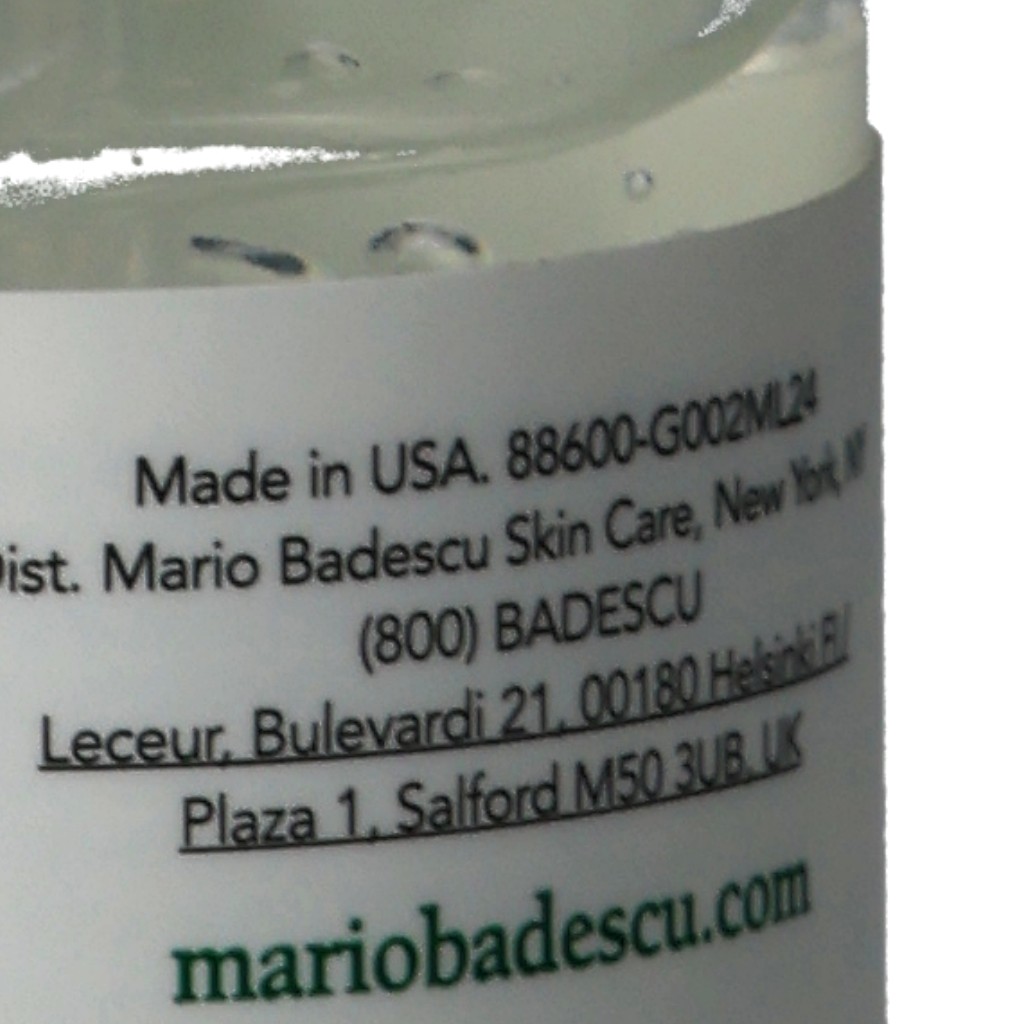 Made in USA. 88600-G002ML24
Dist. Mario Badescu Skin Care, New York, NY
(800) BADESCU
Leceur, Bulevardi 21, 00180 Helsinki FI /
Plaza 1, Salford M50 3UB, UK
mariobadescu.com